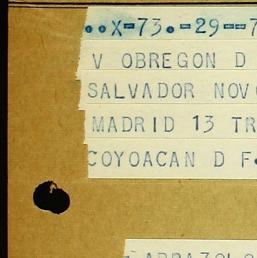 ..X-73.-29--7
V OBREGON D
SALVADOR NOV
MADRID 13 TR
COYOACAN D F.